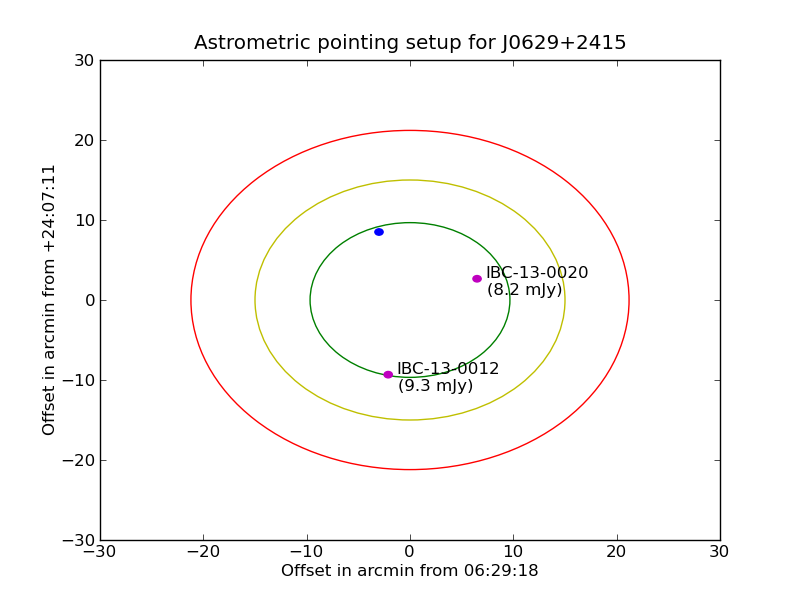 Astrometric pointing setup for J0629+2415
30
20
10
0
−10
−20
−30
Offset in arcmin from +24:07:11
IBC-13-0020
(8.2 mJy)
IBC-13-0012
(9.3 mJy)
−30
−20
−10
0
10
20
30
Offset in arcmin from 06:29:18